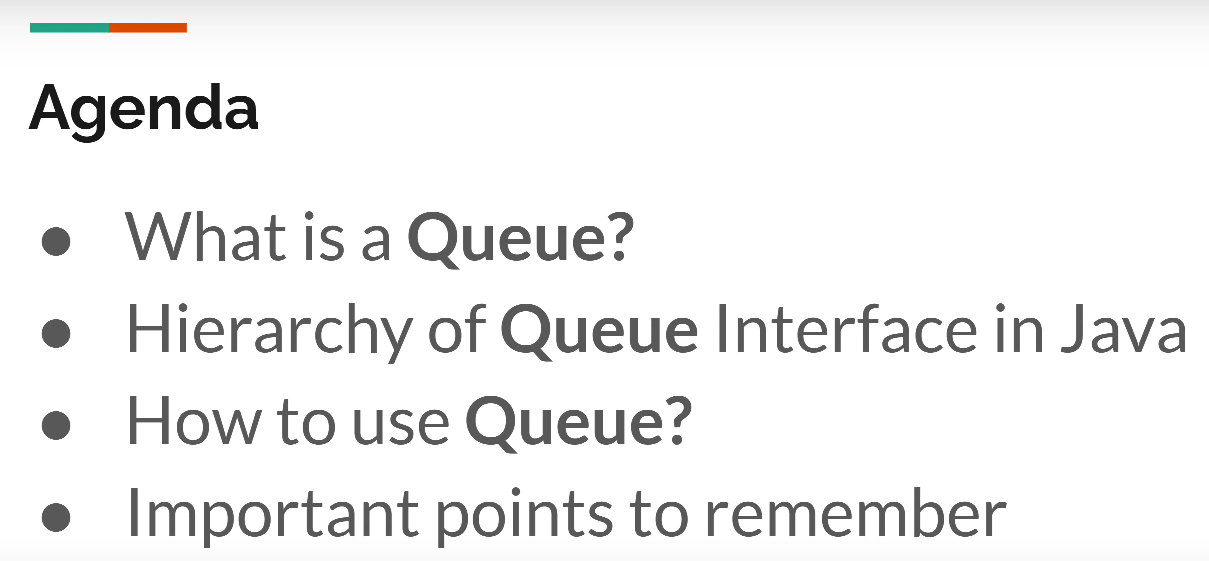 Agenda
● What is a Queue?
● Hierarchy of Queue Interface in Java
● How to use Queue?
● Important points to remember